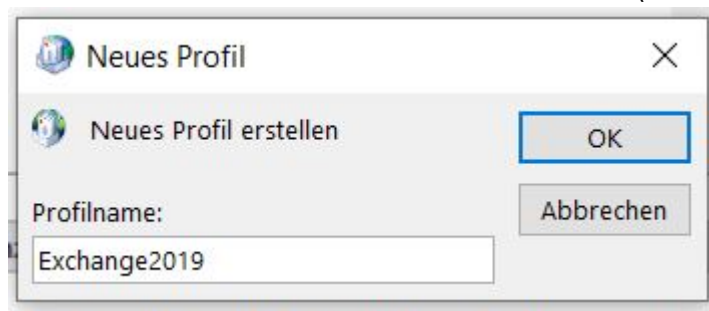 Neues Profil
Neues Profil erstellen
OK
Profilname:
Abbrechen
Exchange2019